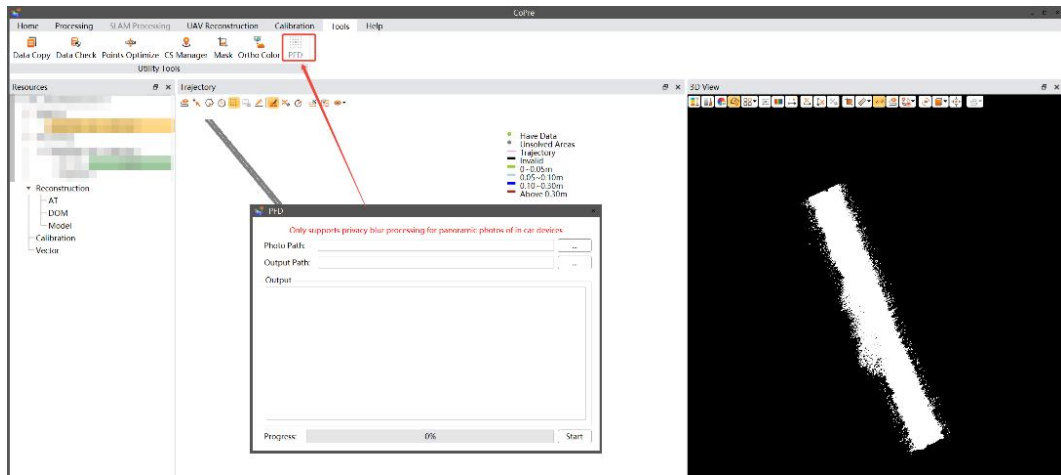 CoPre
Home Processing SLAM Processing UAV Reconstruction Calibration Tools Help
Data Copy Data Check Points Optimize CS Manager Mask Ortho Color PFD
Utility Tools
Resources
Trajectory
3D View
Have Data
Unsolved Areas
Trajectory
Invalid
0~0.05m
0.05~0.10m
0.10~0.30m
Above 0.30m
Reconstruction
AT
DOM
Model
Calibration
Vector
PFD
Only supports privacy blur processing for panoramic photos of in car devices
Photo Path: ...
Output Path: ...
Output
Progress: 0% Start